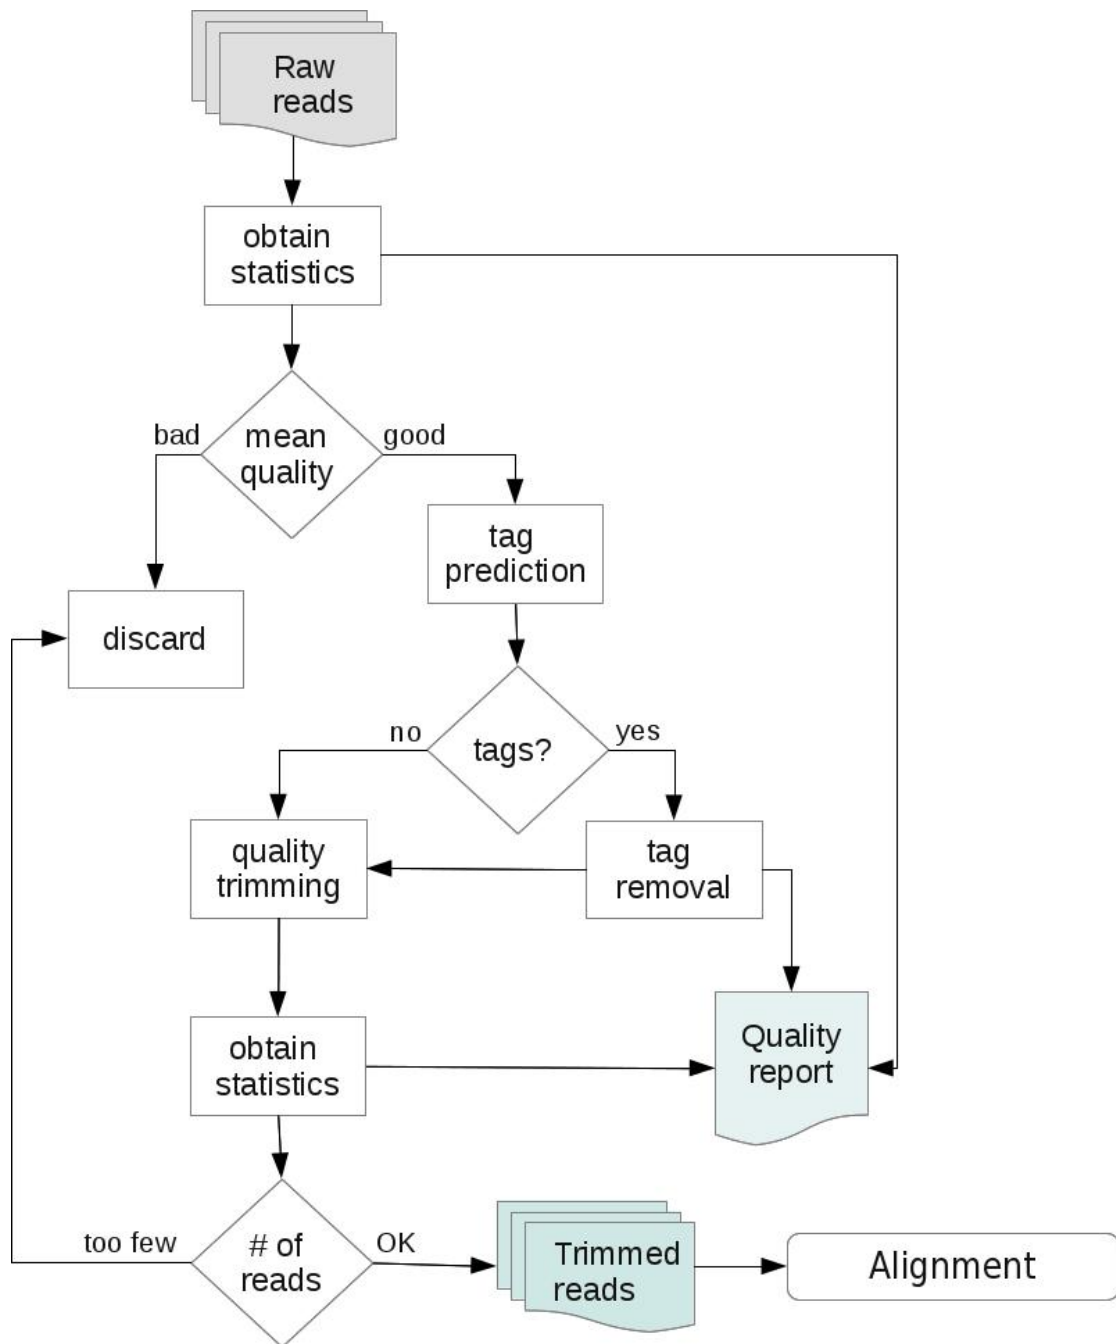 Raw
reads
obtain
statistics
bad
mean
quality
good
tag
prediction
discard
no
tags?
yes
quality
trimming
tag
removal
obtain
statistics
Quality
report
too few
# of
reads
OK
Trimmed
reads
Alignment